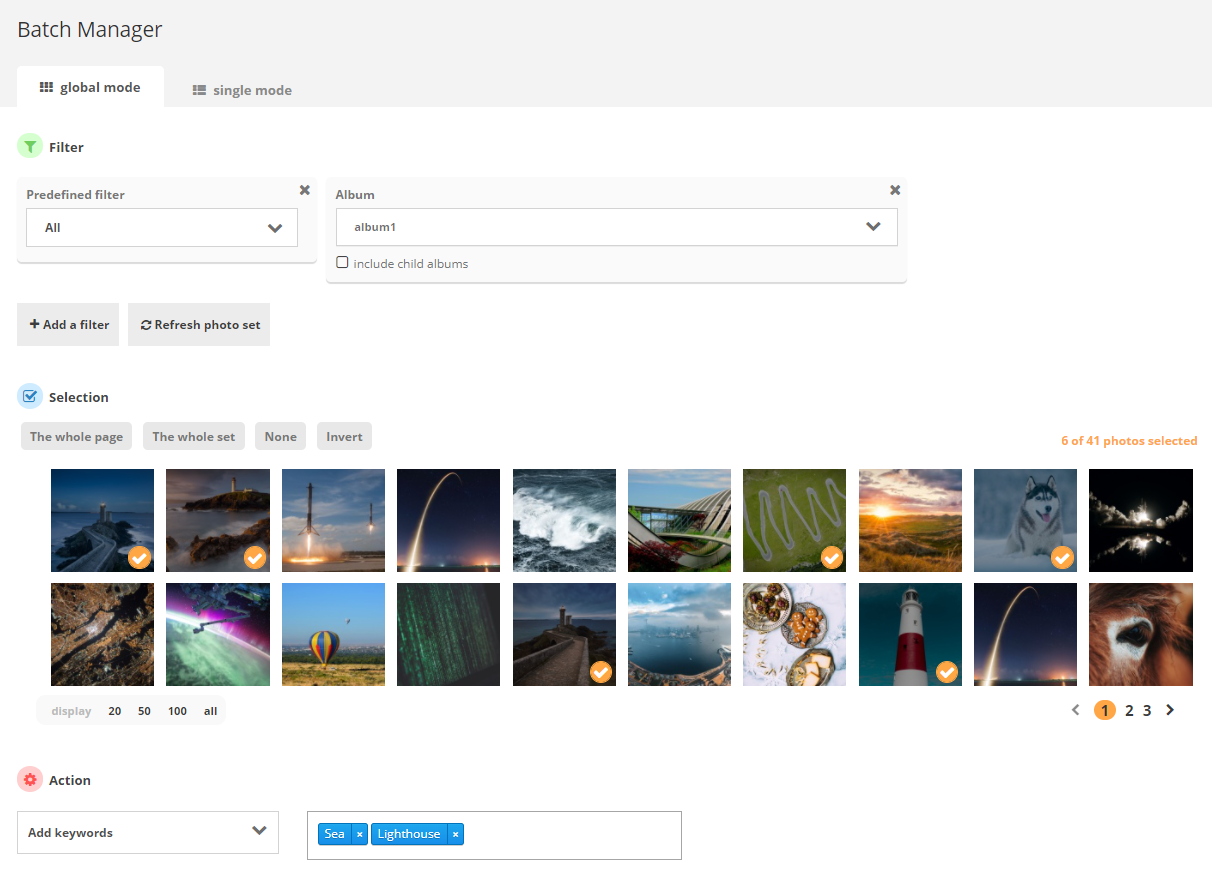 Batch Manager
global mode
single mode
Filter
Predefined filter
Album
All
album1
include child albums
Add a filter
Refresh photo set
Selection
The whole page
The whole set
None
Invert
6 of 41 photos selected
display 20 50 100 all
1 2 3
Action
Add keywords
Sea × Lighthouse ×